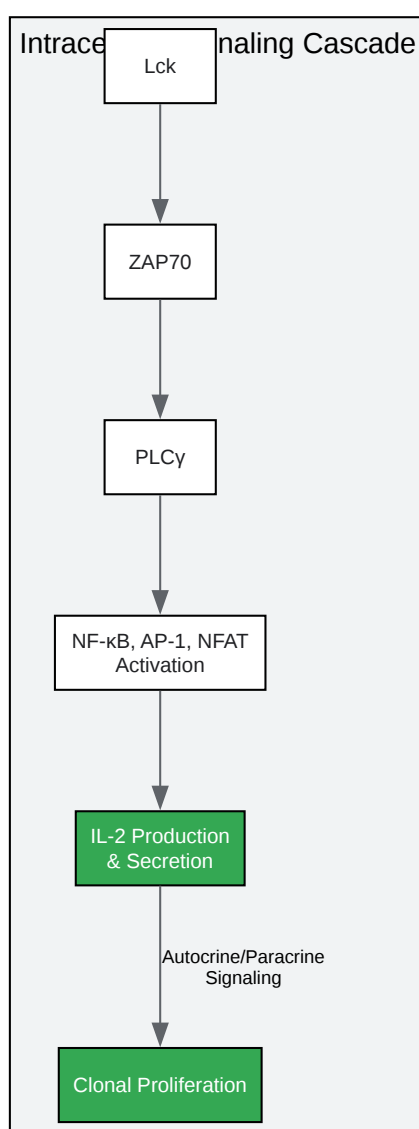 Intrace naling Cascade
Lck
ZAP70
PLCγ
NF-κB, AP-1, NFAT
Activation
IL-2 Production
& Secretion
Autocrine/Paracrine
Signaling
Clonal Proliferation